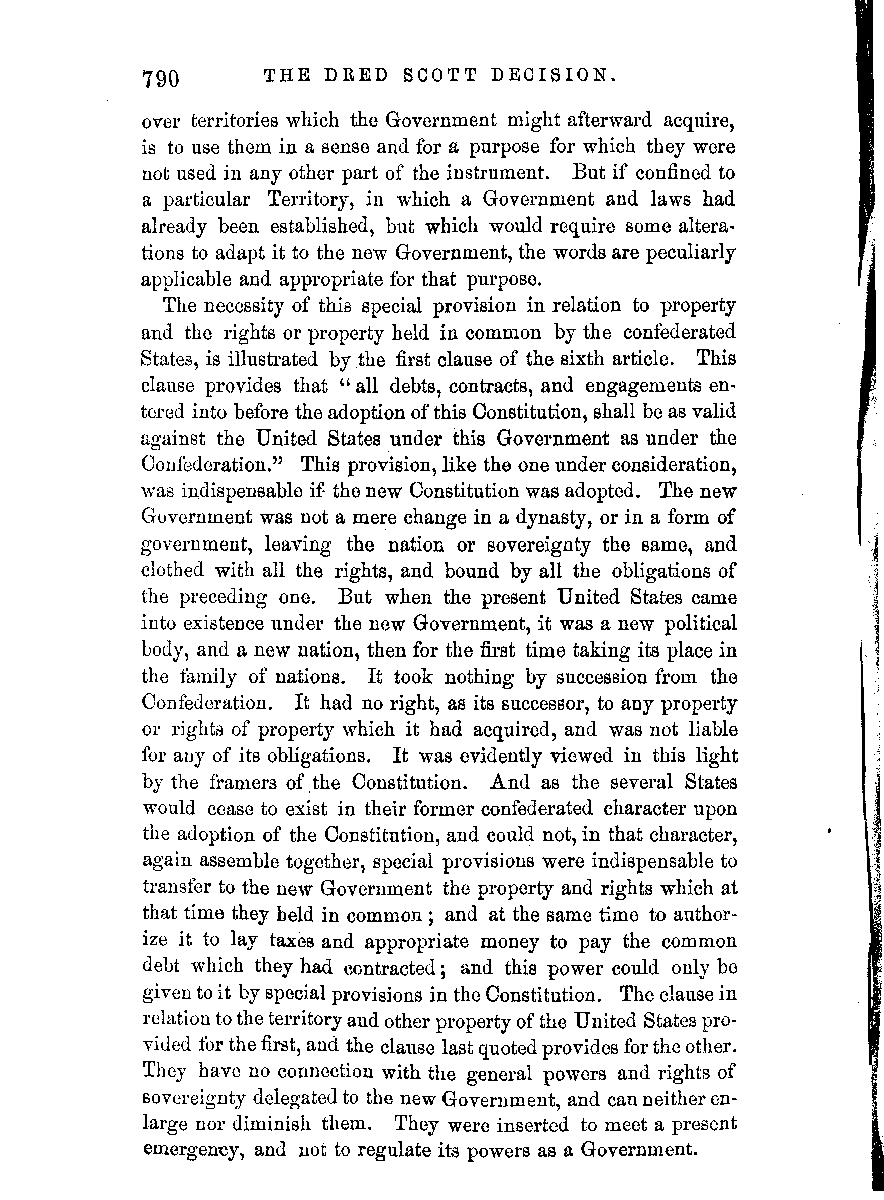 790 THE DRED SCOTT DECISION.
over territories which the Government might afterward acquire,
is to use them in a sense and for a purpose for which they were
not used in any other part of the instrument. But if confined to
a particular Territory, in which a Government and laws had
already been established, but which would require some altera-
tions to adapt it to the new Government, the words are peculiarly
applicable and appropriate for that purpose.
The necessity of this special provision in relation to property
and the rights or property held in common by the confederated
States, is illustrated by the first clause of the sixth article. This
clause provides that "all debts, contracts, and engagements en-
tered into before the adoption of this Constitution, shall be as valid
against the United States under this Government as under the
Confederation." This provision, like the one under consideration,
was indispensable if the new Constitution was adopted. The new
Government was not a mere change in a dynasty, or in a form of
government, leaving the nation or sovereignty the same, and
clothed with all the rights, and bound by all the obligations of
the preceding one. But when the present United States came
into existence under the new Government, it was a new political
body, and a new nation, then for the first time taking its place in
the family of nations. It took nothing by succession from the
Confederation. It had no right, as its successor, to any property
or rights of property which it had acquired, and was not liable
for any of its obligations. It was evidently viewed in this light
by the framers of the Constitution. And as the several States
would cease to exist in their former confederated character upon
the adoption of the Constitution, and could not, in that character,
again assemble together, special provisions were indispensable to
transfer to the new Government the property and rights which at
that time they held in common; and at the same time to author-
ize it to lay taxes and appropriate money to pay the common
debt which they had contracted; and this power could only be
given to it by special provisions in the Constitution. The clause in
relation to the territory and other property of the United States pro-
vided for the first, and the clause last quoted provides for the other.
They have no connection with the general powers and rights of
sovereignty delegated to the new Government, and can neither en-
large nor diminish them. They were inserted to meet a present
emergency, and not to regulate its powers as a Government.